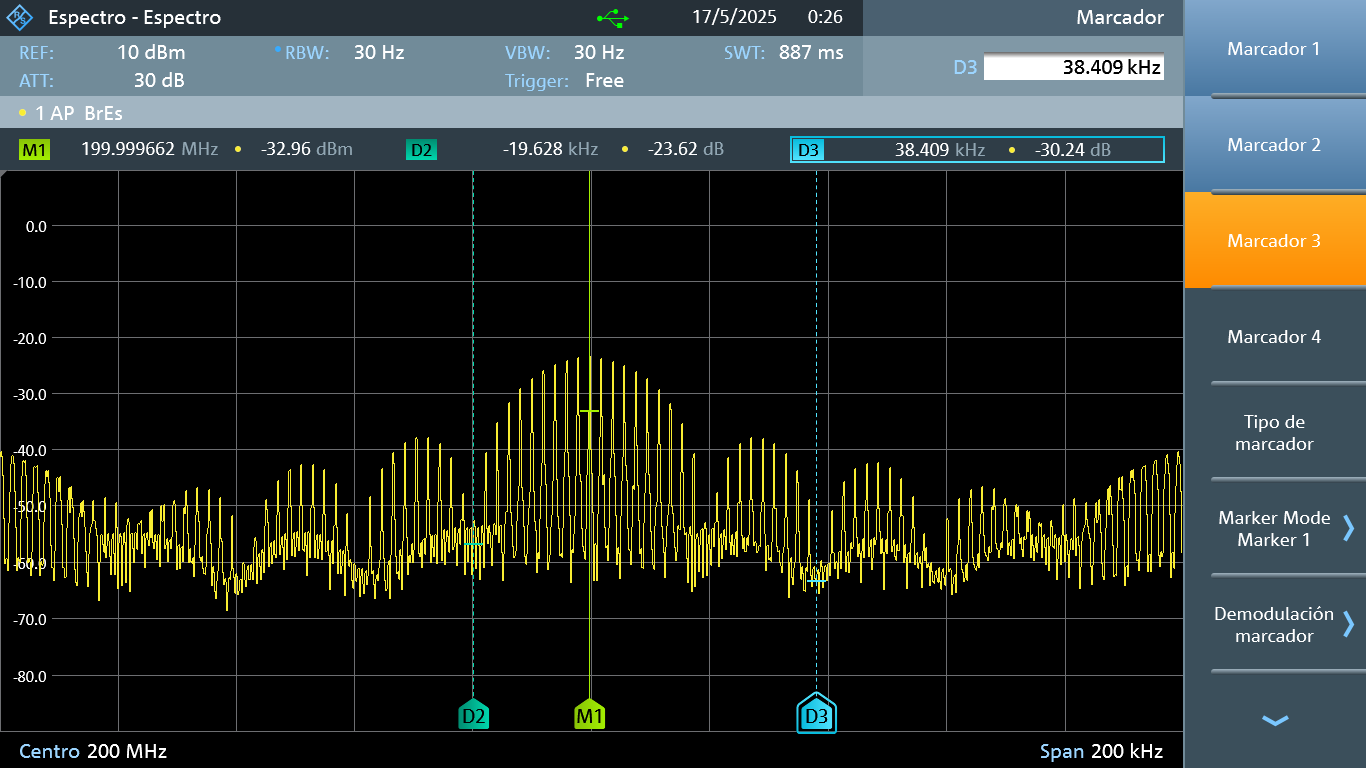 Espectro - Espectro 17/5/2025 0:26 Marcador
REF: 10 dBm RBW: 30 Hz VBW: 30 Hz SWT: 887 ms
ATT: 30 dB Trigger: Free
D3 38.409 kHz
1 AP BrEs
M1 199.999662 MHz -32.96 dBm D2 -19.628 kHz -23.62 dB D3 38.409 kHz -30.24 dB
0.0
-10.0
-20.0
-30.0
-40.0
-50.0
-60.0
-70.0
-80.0
D2 M1 D3
Centro 200 MHz Span 200 kHz
Marcador 1
Marcador 2
Marcador 3
Marcador 4
Tipo de
marcador
Marker Mode
Marker 1
Demodulación
marcador